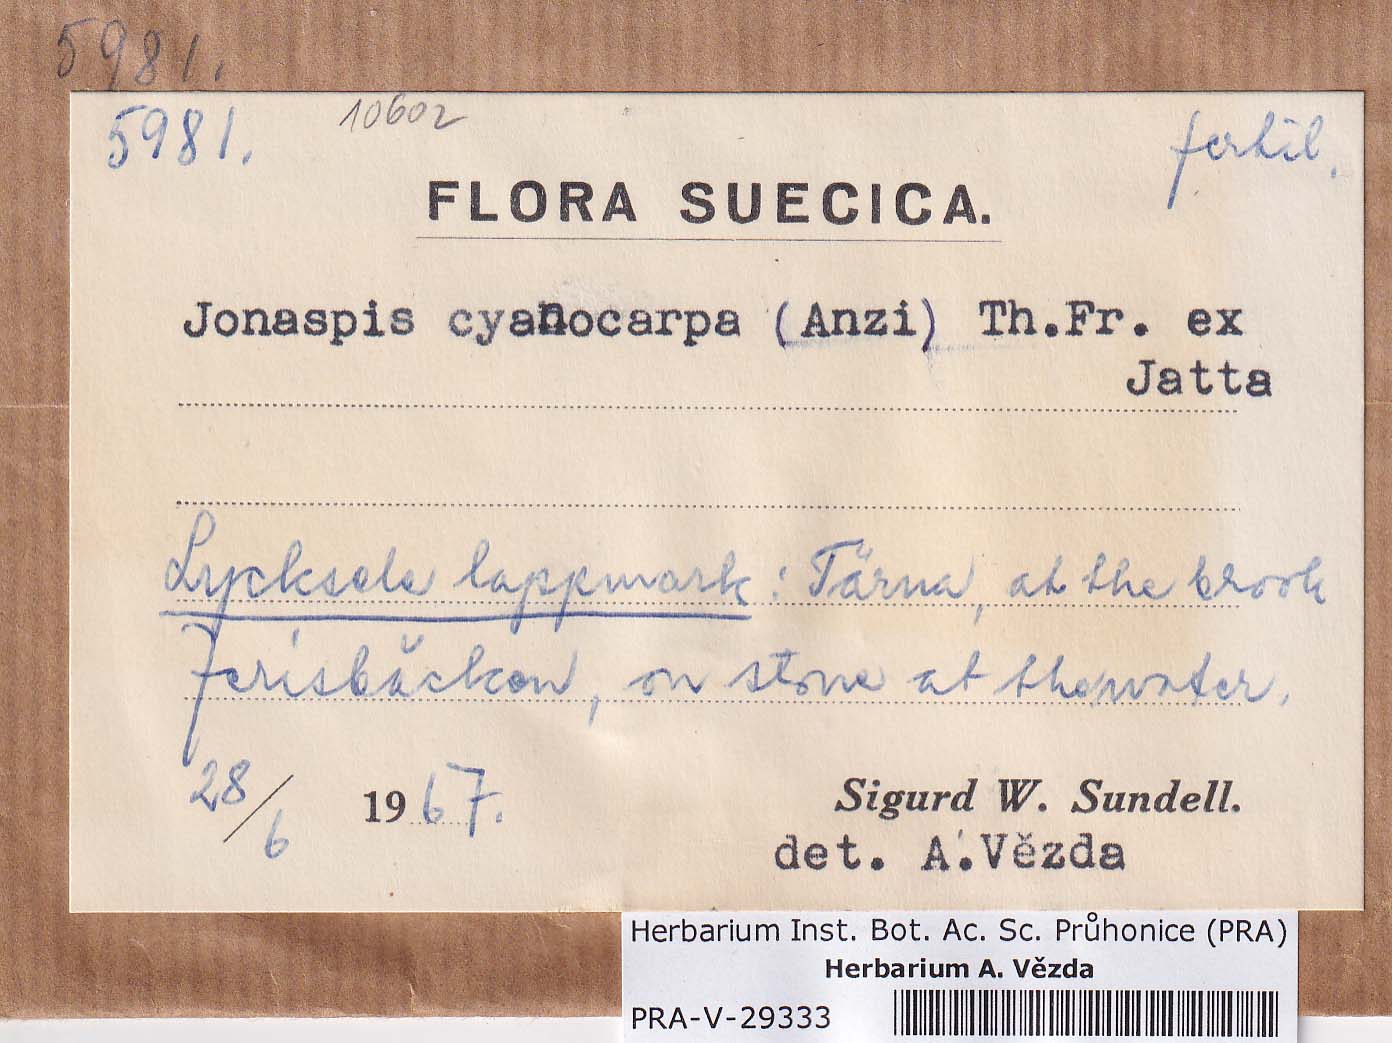 5981.
5981.
10602
fertil.
FLORA SUECICA.
Jonaspis cyanocarpa (Anzi) Th.Fr. ex
Jatta
Lycksele lappmark: Tärna, at the brook
Jerisbäcken, on stone at the water.
28/6 1967.
Sigurd W. Sundell.
det. A. Vězda
Herbarium Inst. Bot. Ac. Sc. Průhonice (PRA)
Herbarium A. Vězda
PRA-V-29333